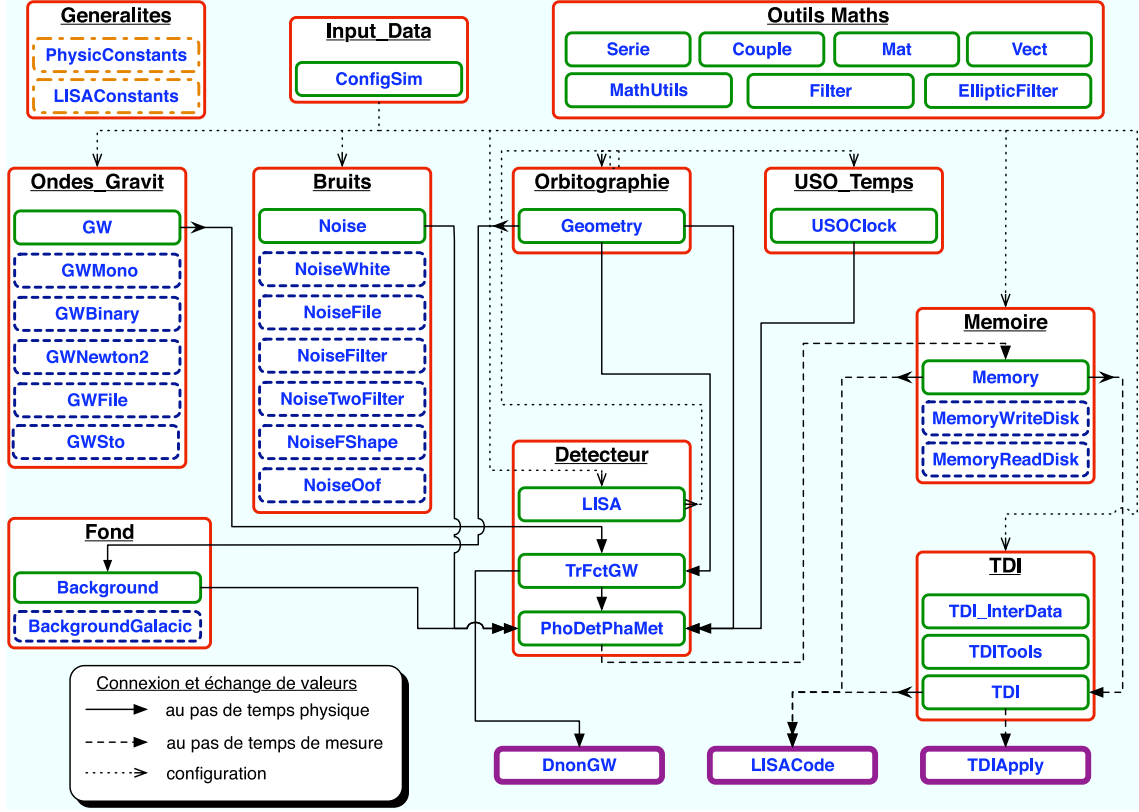 Generalites
PhysicConstants
LISAConstants
Input_Data
ConfigSim
Outils Maths
Serie
Couple
Mat
Vect
MathUtils
Filter
EllipticFilter
Ondes_Gravit
GW
GWMono
GWBinary
GWNewton2
GWFile
GWSto
Bruits
Noise
NoiseWhite
NoiseFile
NoiseFilter
NoiseTwoFilter
NoiseFShape
NoiseOof
Orbitographie
Geometry
USO_Temps
USOClock
Memoire
Memory
MemoryWriteDisk
MemoryReadDisk
Detecteur
LISA
TrFctGW
PhoDetPhaMet
Fond
Background
BackgroundGalacic
TDI
TDI_InterData
TDITools
TDI
Connexion et échange de valeurs
au pas de temps physique
au pas de temps de mesure
configuration
DnonGW
LISACode
TDIApply